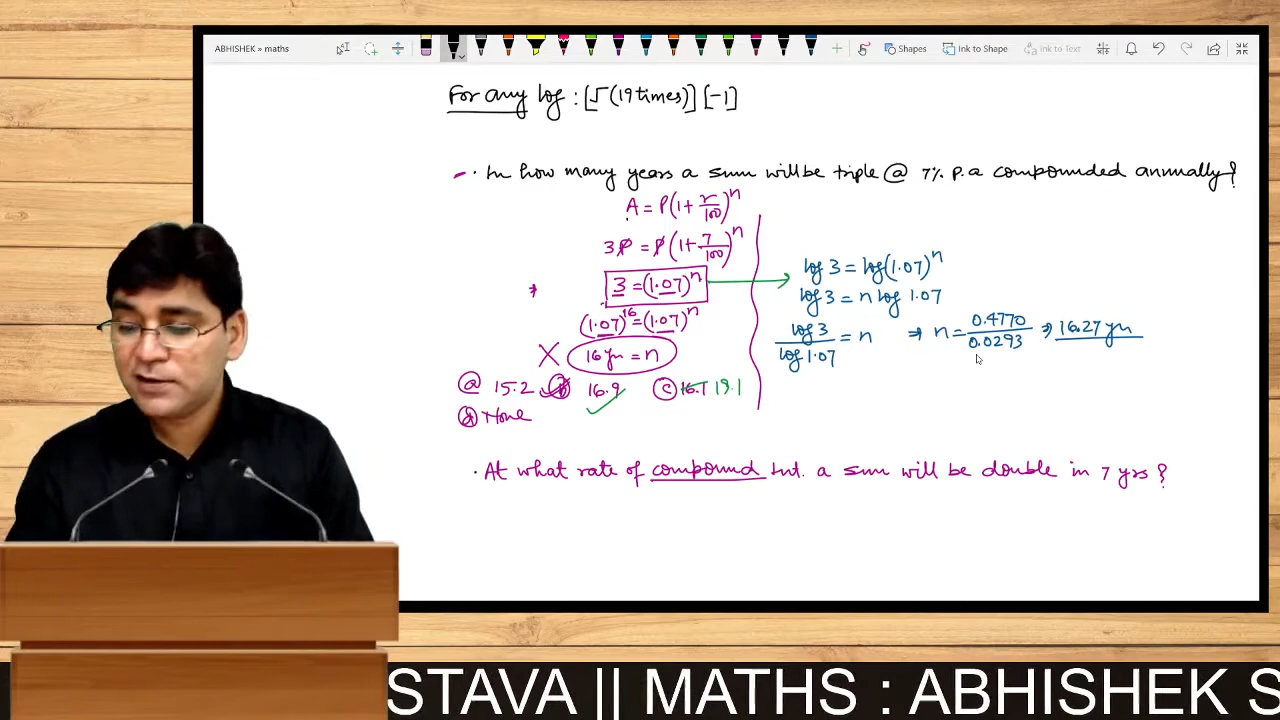 ABHISHEK » maths
Shapes Ink to Shape Ink to Text
For any log : [√(19 times)] [-1]
- · In how many years a sum will be triple @ 7% p.a compounded annually?
A = P(1+r/100)^n
3P = P(1+7/100)^n
3 = (1.07)^n
(1.07)^16 = (1.07)^n
X 16 yr = n
(a) 15.2 16.9 (c) 16.1 19.1
(d) None
log 3 = log(1.07)^n
log 3 = n log 1.07
log 3 / log 1.07 = n ⇒ n = 0.4770 / 0.0293 ⇒ 16.27 yr
· At what rate of compound Int. a sum will be double in 7 yrs ?
STAVA || MATHS : ABHISHEK S